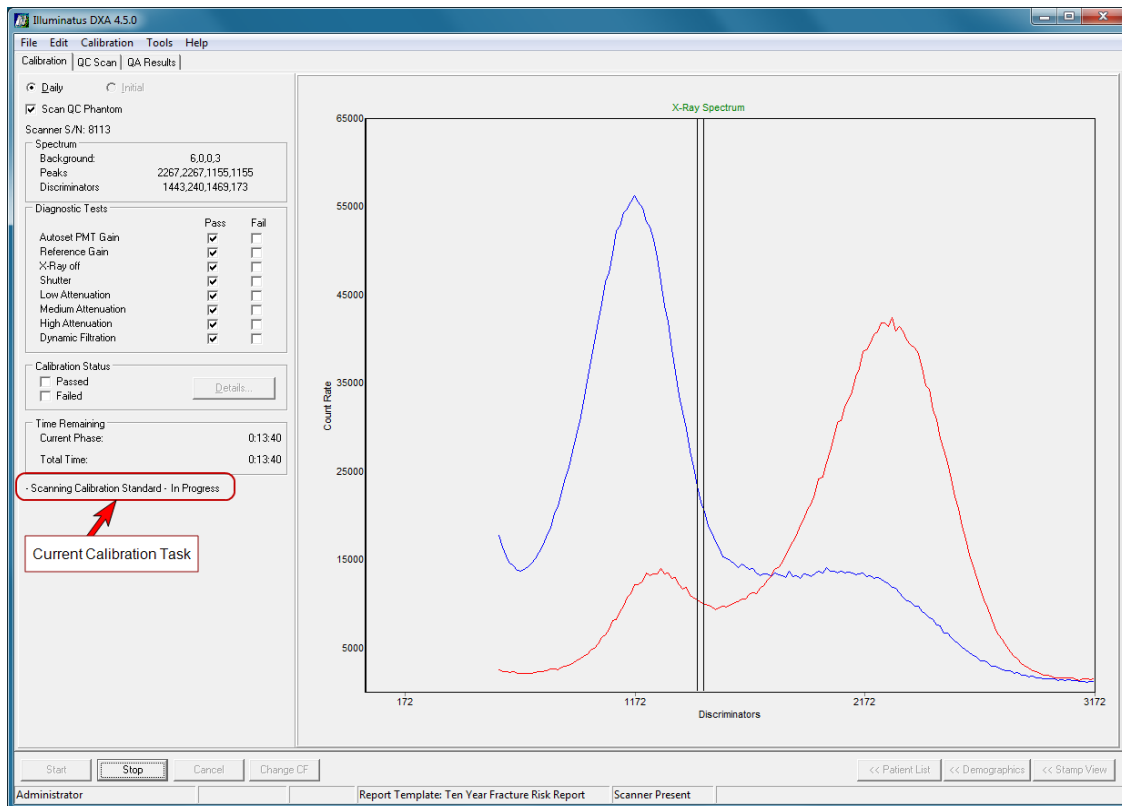 Illuminatus DXA 4.5.0
File Edit Calibration Tools Help
Calibration QC Scan QA Results
Daily Initial
Scan QC Phantom
Scanner S/N: 8113
Spectrum
Background: 6,0,0,3
Peaks 2267,2267,1155,1155
Discriminators 1443,240,1469,173
Diagnostic Tests
Pass Fail
Autoset PMT Gain
Reference Gain
X-Ray off
Shutter
Low Attenuation
Medium Attenuation
High Attenuation
Dynamic Filtration
Calibration Status
Passed
Failed
Details...
Time Remaining
Current Phase: 0:13:40
Total Time: 0:13:40
- Scanning Calibration Standard - In Progress
Current Calibration Task
X-Ray Spectrum
65000
55000
45000
35000
25000
15000
5000
Count Rate
172 1172 2172 3172
Discriminators
Start Stop Cancel Change CF << Patient List << Demographics << Stamp View
Administrator Report Template: Ten Year Fracture Risk Report Scanner Present